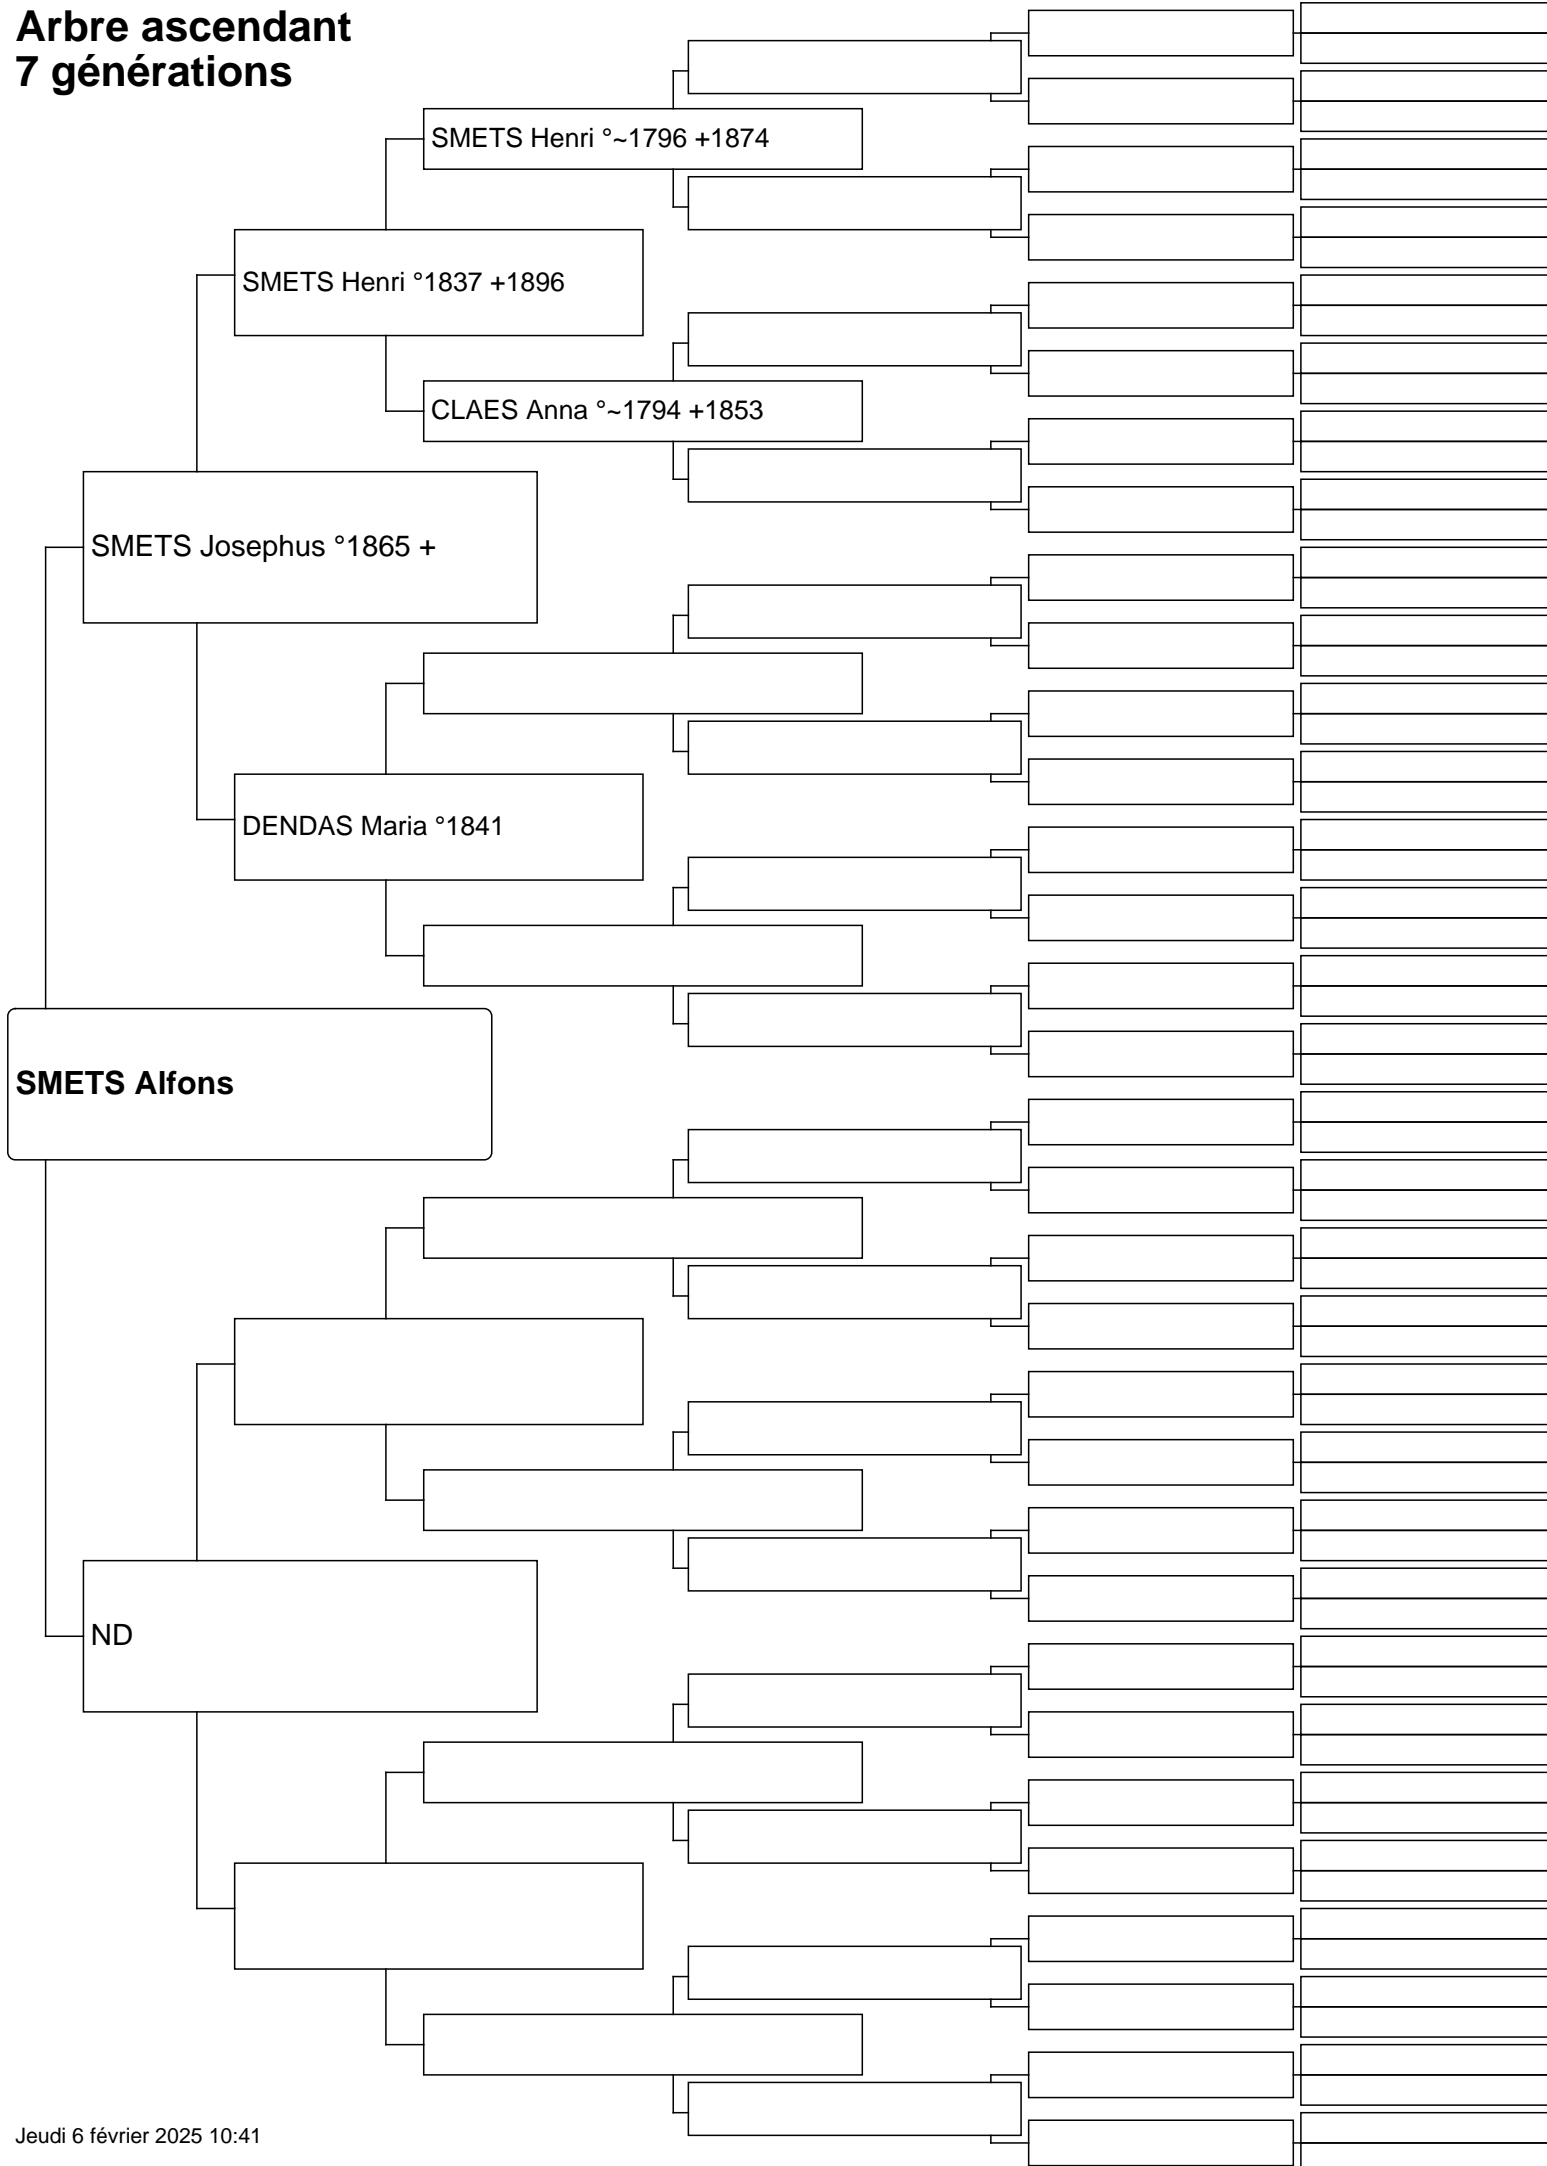 Arbre ascendant
7 générations
SMETS Henri °~1796 +1874
SMETS Henri °1837 +1896
CLAES Anna °~1794 +1853
SMETS Josephus °1865 +
DENDAS Maria °1841
SMETS Alfons
ND
Jeudi 6 février 2025 10:41